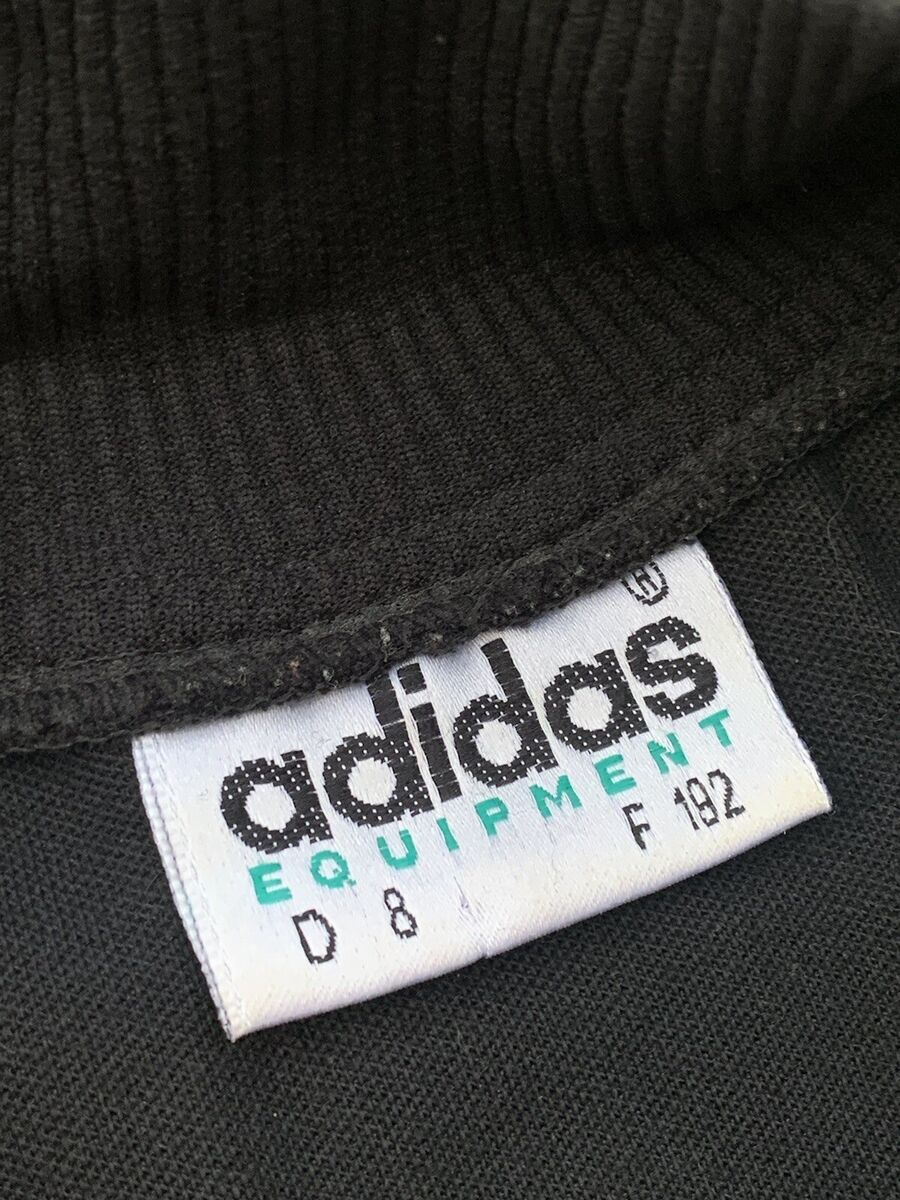 ®
adidas
EQUIPMENT
D 8 F 192